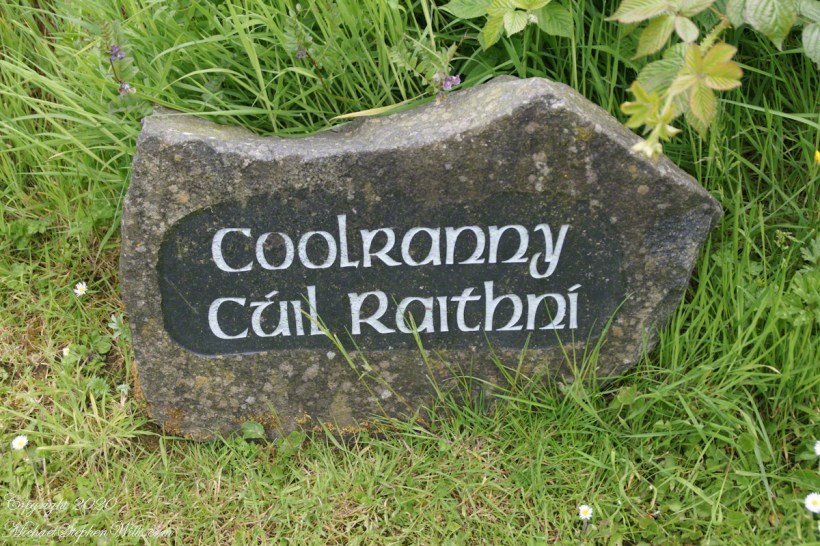 Coolranny
Cúil Raithní
Copyright 2020
MichaelStephenWills.com